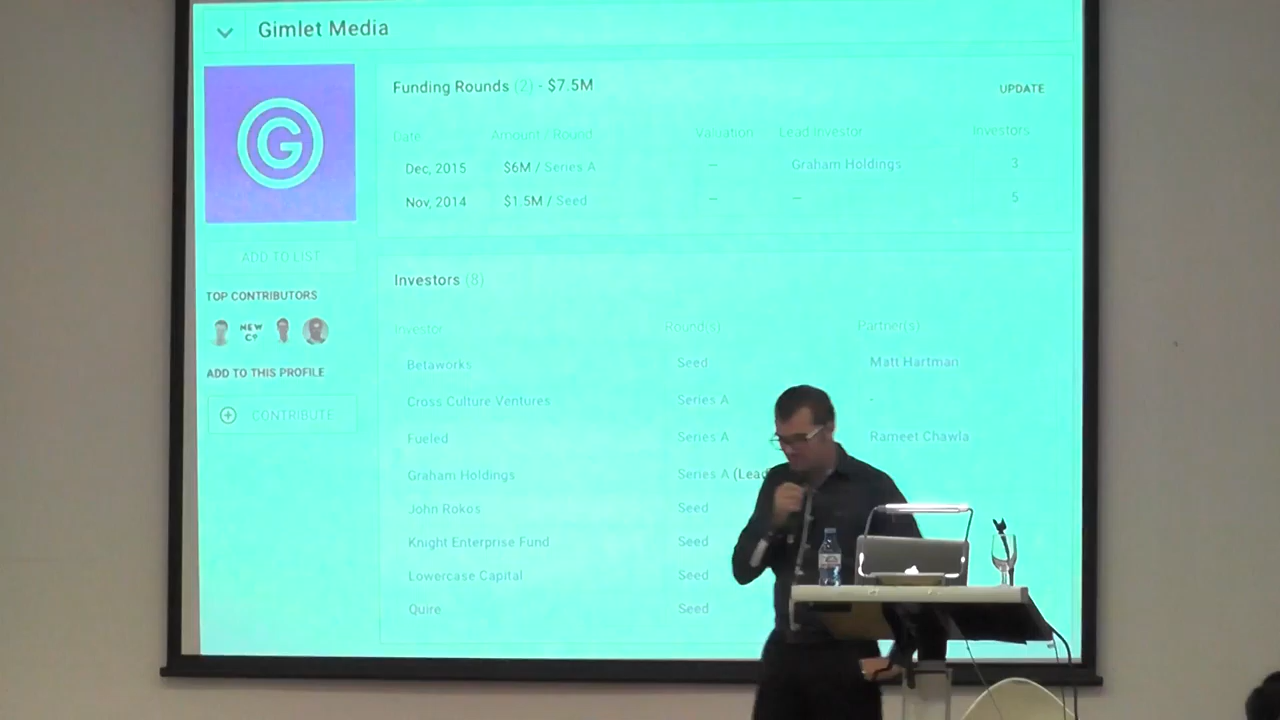 Gimlet Media
G
Funding Rounds (2) - $7.5M
UPDATE
Date Amount / Round Valuation Lead Investor Investors
Dec, 2015 $6M / Series A — Graham Holdings 3
Nov, 2014 $1.5M / Seed — — 5
ADD TO LIST
TOP CONTRIBUTORS
NEW
CO
ADD TO THIS PROFILE
CONTRIBUTE
Investors (8)
Investor Round(s) Partner(s)
Betaworks Seed Matt Hartman
Cross Culture Ventures Series A -
Fueled Series A Rameet Chawla
Graham Holdings Series A (Lead
John Rokos Seed
Knight Enterprise Fund Seed
Lowercase Capital Seed
Quire Seed